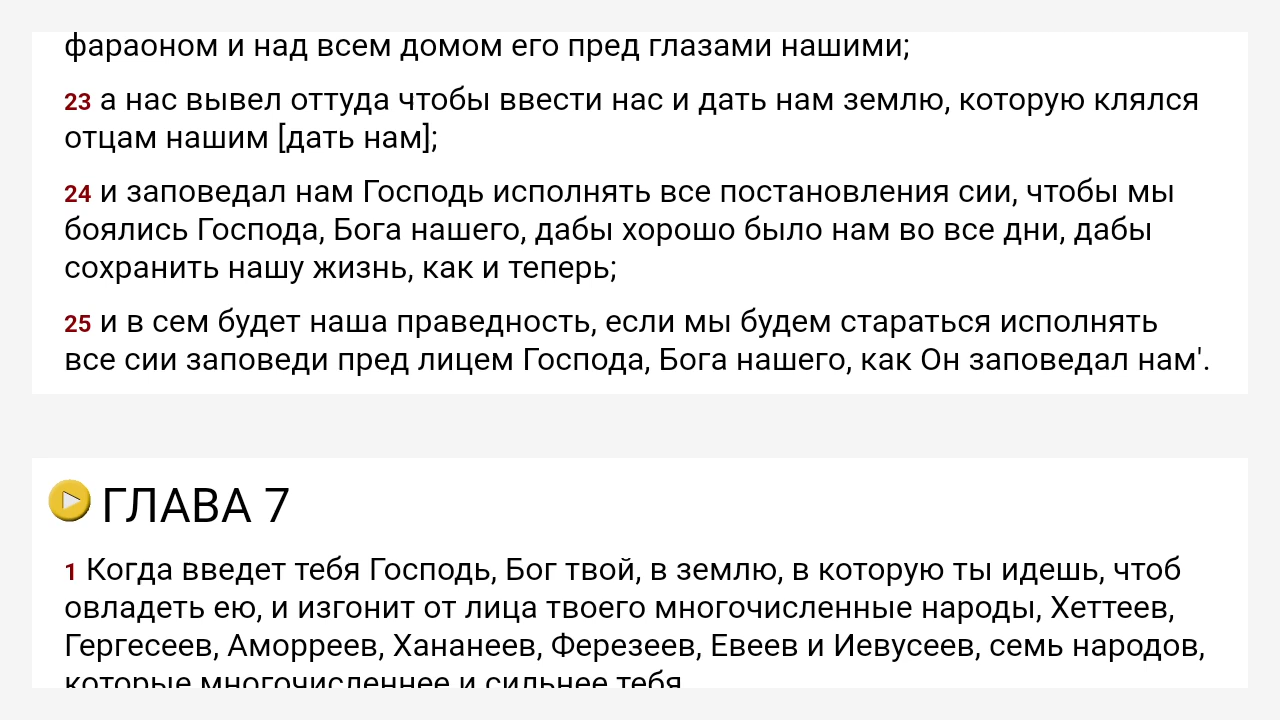 фараоном и над всем домом его пред глазами нашими;
23 а нас вывел оттуда чтобы ввести нас и дать нам землю, которую клялся
отцам нашим [дать нам];
24 и заповедал нам Господь исполнять все постановления сии, чтобы мы
боялись Господа, Бога нашего, дабы хорошо было нам во все дни, дабы
сохранить нашу жизнь, как и теперь;
25 и в сем будет наша праведность, если мы будем стараться исполнять
все сии заповеди пред лицем Господа, Бога нашего, как Он заповедал нам'.
ГЛАВА 7
1 Когда введет тебя Господь, Бог твой, в землю, в которую ты идешь, чтоб
овладеть ею, и изгонит от лица твоего многочисленные народы, Хеттеев,
Гергесеев, Аморреев, Хананеев, Ферезеев, Евеев и Иевусеев, семь народов,
которые многочисленнее и сильнее тебя